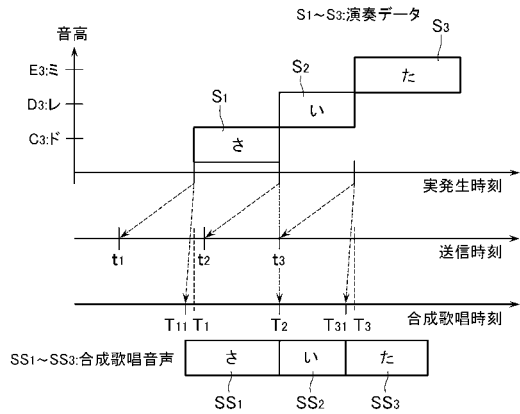 S1~S3:演奏データ
音高
S3
E3:ミ
た
S2
D3:レ
い
S1
C3:ド
さ
実発生時刻
送信時刻
t1
t2
t3
T11
T1
T2
T31
T3
合成歌唱時刻
SS1~SS3:合成歌唱音声
さ
い
た
SS1
SS2
SS3